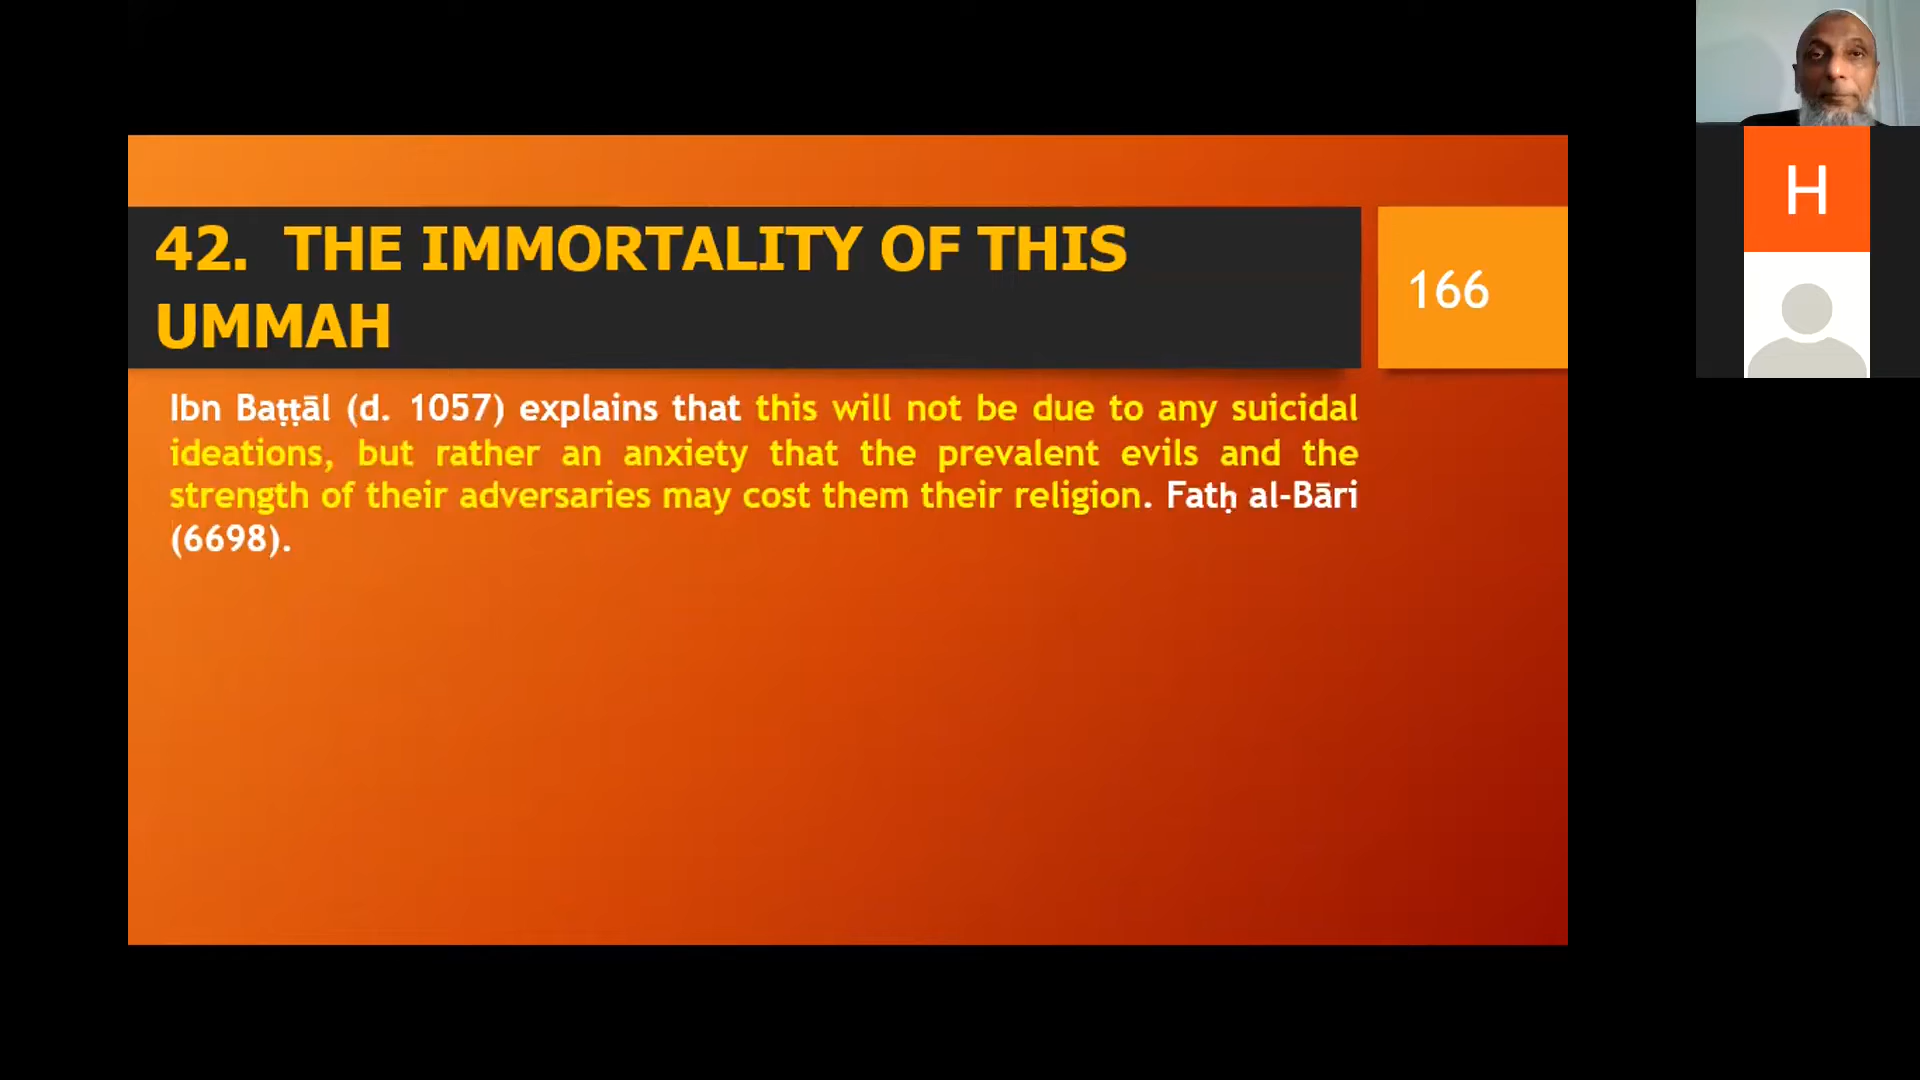 42. THE IMMORTALITY OF THIS
UMMAH
166
Ibn Baṭṭāl (d. 1057) explains that this will not be due to any suicidal
ideations, but rather an anxiety that the prevalent evils and the
strength of their adversaries may cost them their religion. Fatḥ al-Bāri
(6698).
H